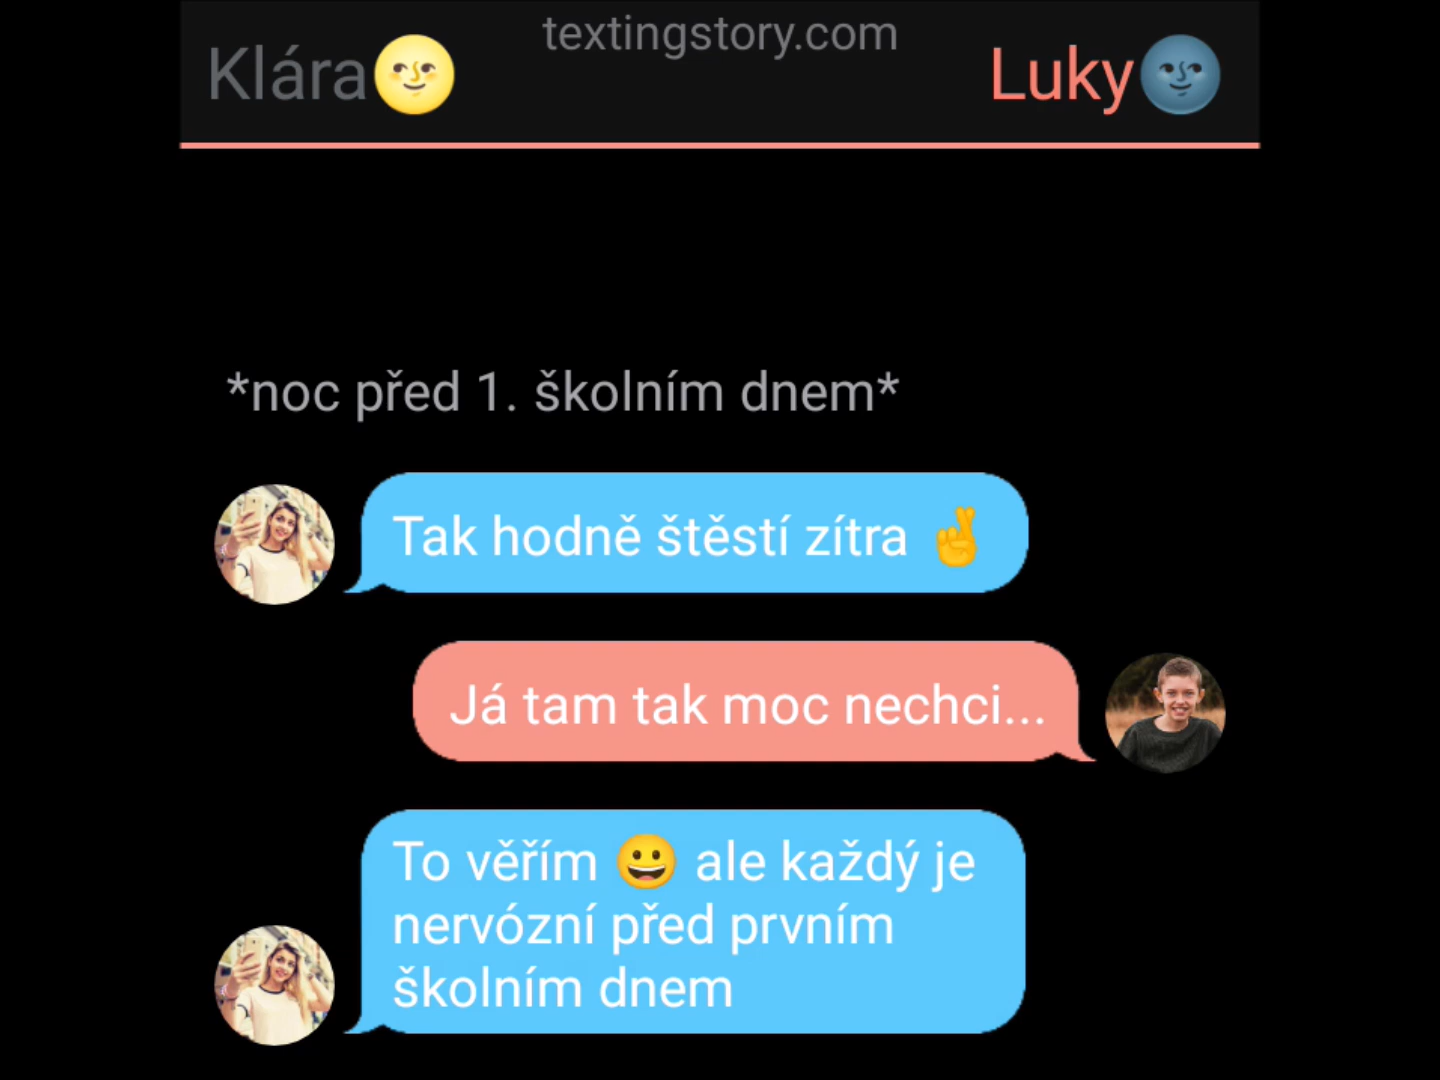 textingstory.com
Klára🌝
Luky🌚
*noc před 1. školním dnem*
Tak hodně štěstí zítra 🤞
Já tam tak moc nechci...
To věřím 😀 ale každý je
nervózní před prvním
školním dnem